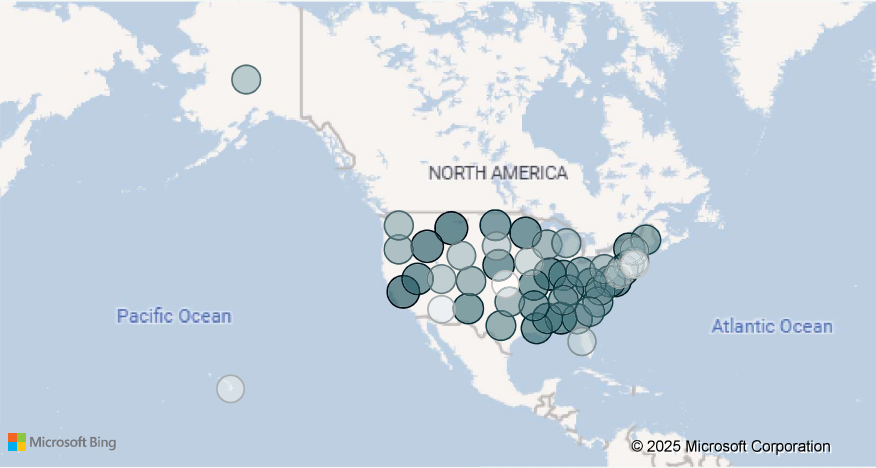 NORTH AMERICA
Pacific Ocean
Atlantic Ocean
Microsoft Bing
© 2025 Microsoft Corporation